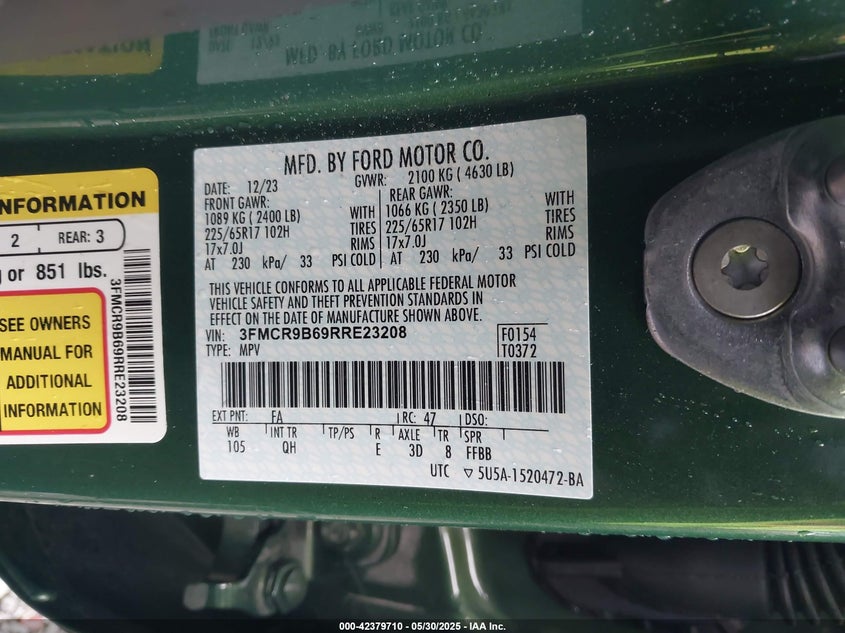 MFD. BY FORD MOTOR CO.
DATE: 12/23 GVWR: 2100 KG ( 4630 LB)
FRONT GAWR: REAR GAWR:
1089 KG ( 2400 LB) WITH 1066 KG ( 2350 LB) WITH
225/65R17 102H TIRES 225/65R17 102H TIRES
17x7.0J RIMS 17x7.0J RIMS
AT 230 kPa/ 33 PSI COLD AT 230 kPa/ 33 PSI COLD
THIS VEHICLE CONFORMS TO ALL APPLICABLE FEDERAL MOTOR
VEHICLE SAFETY AND THEFT PREVENTION STANDARDS IN
EFFECT ON THE DATE OF MANUFACTURE SHOWN ABOVE.
VIN: 3FMCR9B69RRE23208 F0154
TYPE: MPV T0372
EXT PNT: FA RC: 47 DSO:
WB INT TR TP/PS R AXLE TR SPR
105 QH E 3D 8 FFBB
UTC ▽ 5U5A-1520472-BA
INFORMATION
2 REAR: 3
or 851 lbs.
SEE OWNERS
MANUAL FOR
ADDITIONAL
INFORMATION
3FMCR9B69RRE23208
000-42379710 - 05/30/2025 - IAA Inc.